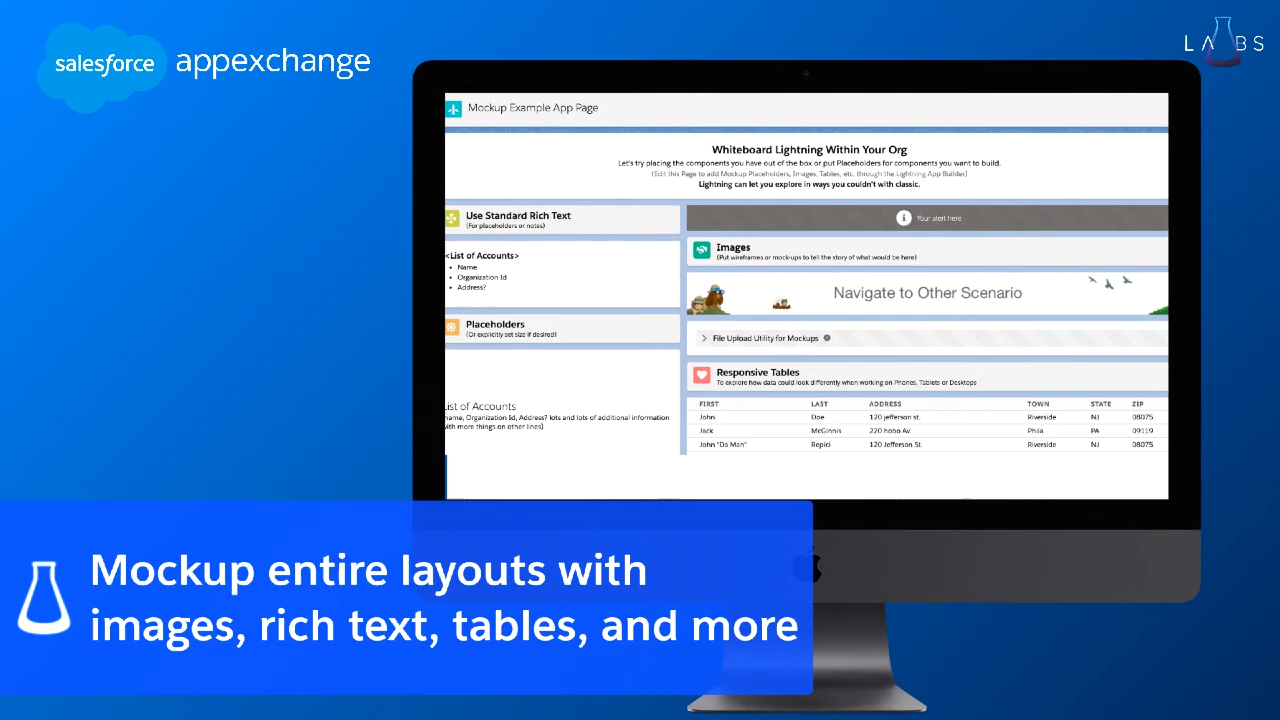 salesforce appexchange
LABS
Mockup Example App Page
Whiteboard Lightning Within Your Org
Let's try placing the components you have out of the box or put Placeholders for components you want to build.
(Edit this Page to add Mockup Placeholders, Images, Tables, etc. through the Lightning App Builder)
Lightning can let you explore in ways you couldn't with classic.
Use Standard Rich Text
(For placeholders or notes)
<List of Accounts>
• Name
• Organization Id
• Address?
Placeholders
(Or explicitly set size if desired)
List of Accounts
name, Organization Id, Address? lots and lots of additional information
with more things on other lines)
Your alert here
Images
(Put wireframes or mock-ups to tell the story of what would be here)
Navigate to Other Scenario
File Upload Utility for Mockups
Responsive Tables
To explore how data could look differently when working on Phones, Tablets or Desktops
FIRST LAST ADDRESS TOWN STATE ZIP
John Doe 120 jefferson st. Riverside NJ 08075
Jack McGinnis 220 hobo Av. Phila PA 09119
John "Da Man" Repici 120 Jefferson St. Riverside NJ 08075
Mockup entire layouts with
images, rich text, tables, and more